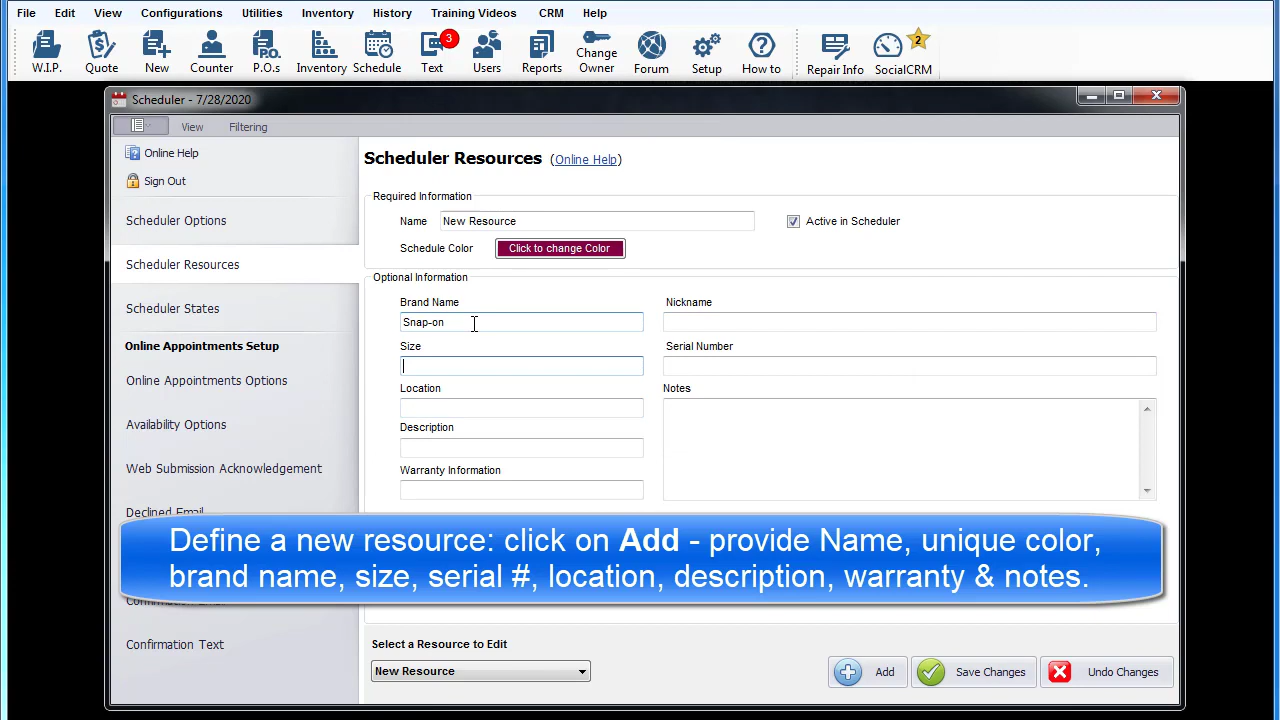 File Edit View Configurations Utilities Inventory History Training Videos CRM Help
W.I.P. Quote New Counter P.O.s Inventory Schedule Text 3 Users Reports Change Owner Forum Setup How to Repair Info SocialCRM 2
Scheduler - 7/28/2020
View Filtering
Online Help
Sign Out
Scheduler Options
Scheduler Resources
Scheduler States
Online Appointments Setup
Online Appointments Options
Availability Options
Web Submission Acknowledgement
Declined Email
Confirmation Email
Confirmation Text
Scheduler Resources (Online Help)
Required Information
Name New Resource Active in Scheduler
Schedule Color Click to change Color
Optional Information
Brand Name Nickname
Snap-on
Size Serial Number
Location Notes
Description
Warranty Information
Define a new resource: click on Add - provide Name, unique color,
brand name, size, serial #, location, description, warranty & notes.
Select a Resource to Edit
New Resource Add Save Changes Undo Changes